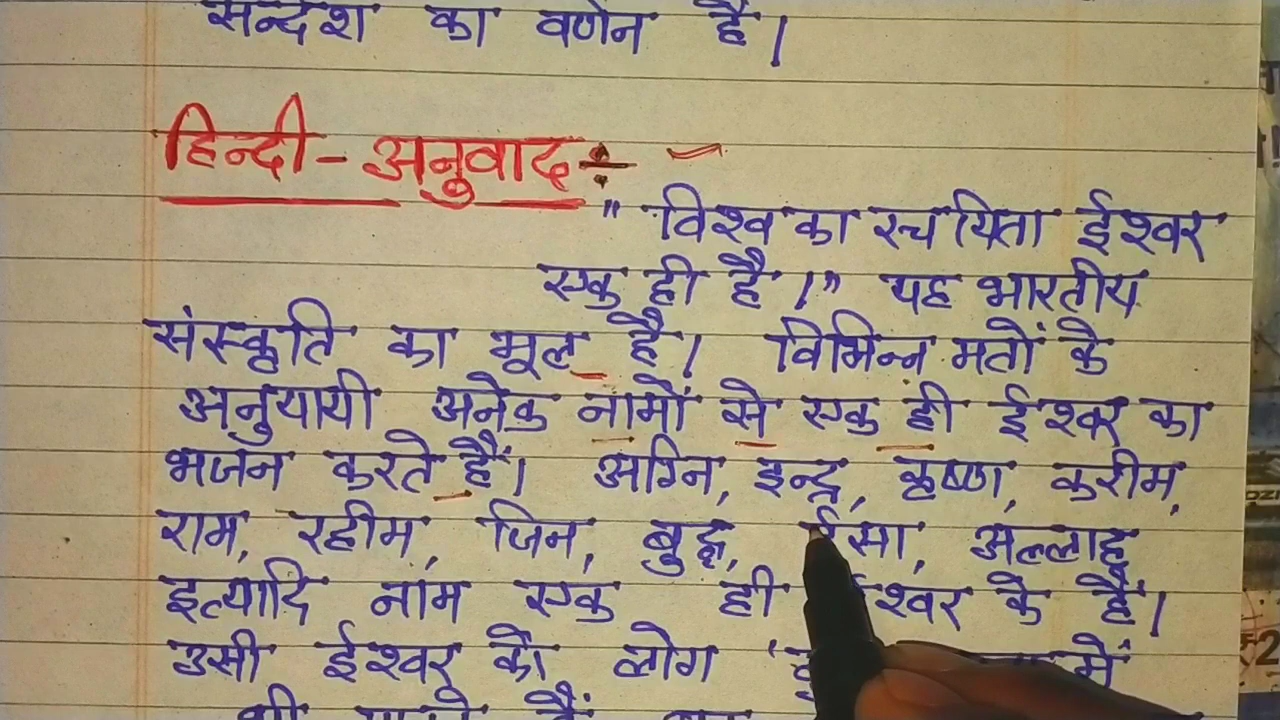 सन्देश का वर्णन है।
हिन्दी - अनुवाद ÷ -
" विश्व का रचयिता ईश्वर
एक ही है।" यह भारतीय
संस्कृति का मूल है। विभिन्न मतों के
अनुयायी अनेक नामों से एक ही ईश्वर का
भजन करते हैं। अग्नि, इन्द्र, कृष्ण, करीम,
राम, रहीम, जिन, बुद्ध, ईसा, अल्लाह
इत्यादि नाम एक ही ईश्वर के हैं।
उसी ईश्वर को लोग में